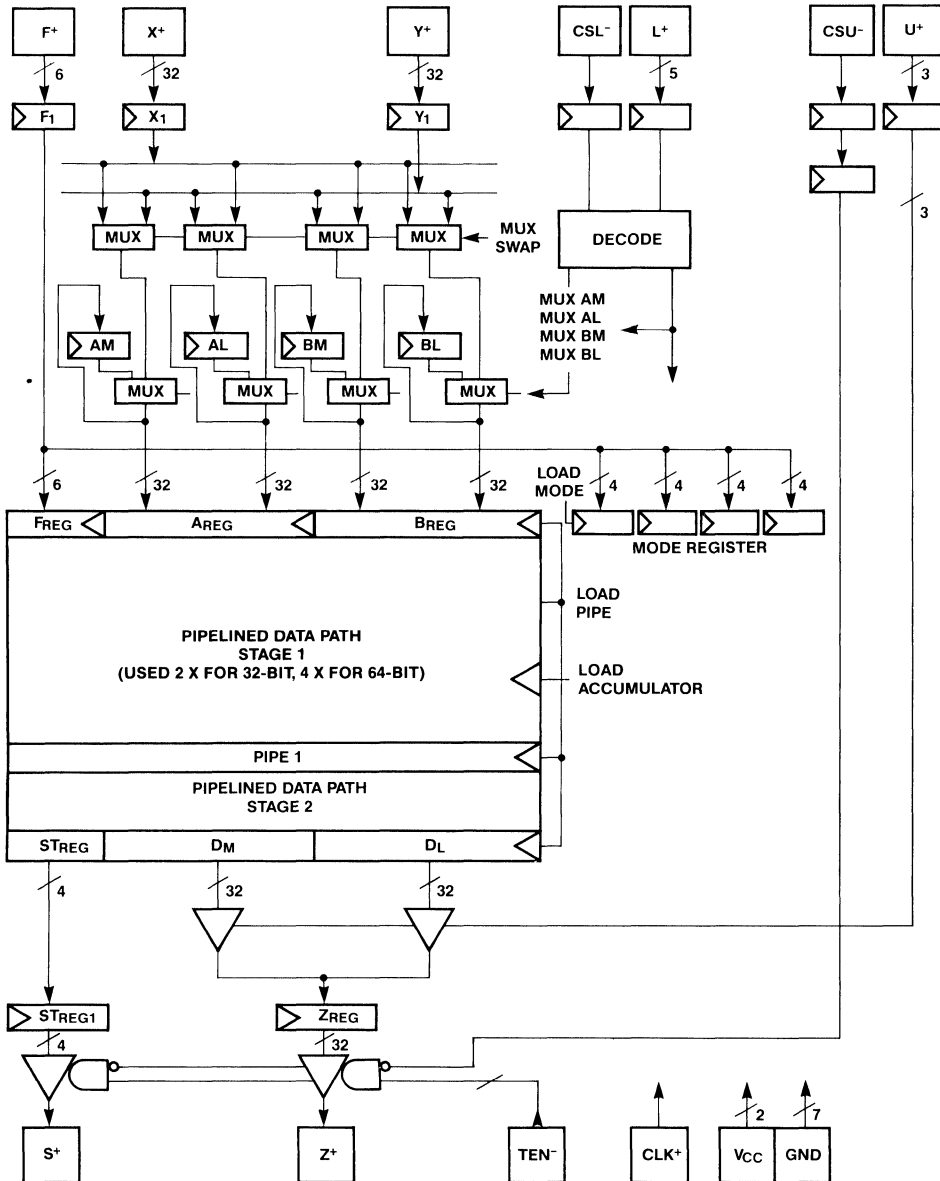 F+ X+ Y+ CSL- L+ CSU- U+
6 32 32 5 3
F1 X1 Y1
3
MUX MUX MUX MUX
MUX
SWAP
DECODE
MUX AM
MUX AL
MUX BM
MUX BL
AM AL BM BL
MUX MUX MUX MUX
6 32 32 32 32
LOAD
MODE
4 4 4 4
FREG AREG BREG
MODE REGISTER
LOAD
PIPE
PIPELINED DATA PATH
STAGE 1
(USED 2 X FOR 32-BIT, 4 X FOR 64-BIT)
LOAD
ACCUMULATOR
PIPE 1
PIPELINED DATA PATH
STAGE 2
STREG DM DL
4 32 32
STREG1 ZREG
4 32
2 7
S+ Z+ TEN- CLK+ VCC GND